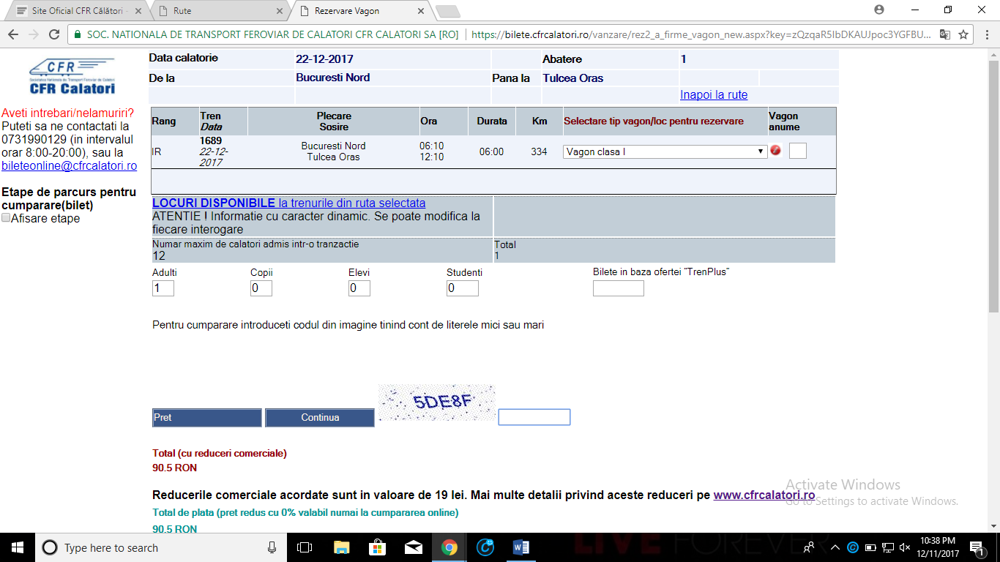 Site Oficial CFR Călători -
Rute
Rezervare Vagon
SOC. NATIONALA DE TRANSPORT FEROVIAR DE CALATORI CFR CALATORI SA [RO]
https://bilete.cfrcalatori.ro/vanzare/rez2_a_firme_vagon_new.aspx?key=zQzqaR5IbDKAUJpoc3YGFBU...
CFR
CFR Calatori
Aveti intrebari/nelamuriri?
Puteti sa ne contactati la
0731990129 (in intervalul
orar 8:00-20:00), sau la
bileteonline@cfrcalatori.ro
Etape de parcurs pentru
cumparare(bilet)
Afisare etape
Data calatorie 22-12-2017 Abatere 1
De la Bucuresti Nord Pana la Tulcea Oras
Inapoi la rute
Rang Tren Data Plecare Sosire Ora Durata Km Selectare tip vagon/loc pentru rezervare Vagon anume
IR 1689 22-12-2017 Bucuresti Nord Tulcea Oras 06:10 12:10 06:00 334 Vagon clasa I
LOCURI DISPONIBILE la trenurile din ruta selectata
ATENTIE ! Informatie cu caracter dinamic. Se poate modifica la
fiecare interogare
Numar maxim de calatori admis intr-o tranzactie Total
12 1
Adulti Copii Elevi Studenti Bilete in baza ofertei "TrenPlus"
1 0 0 0
Pentru cumparare introduceti codul din imagine tinind cont de literele mici sau mari
5DE8F
Pret Continua
Total (cu reduceri comerciale)
90.5 RON
Reducerile comerciale acordate sunt in valoare de 19 lei. Mai multe detalii privind aceste reduceri pe www.cfrcalatori.ro
Total de plata (pret redus cu 0% valabil numai la cumpararea online)
90.5 RON
Activate Windows
Go to Settings to activate Windows.
Type here to search
LIVE FOREVER
10:38 PM
12/11/2017
1